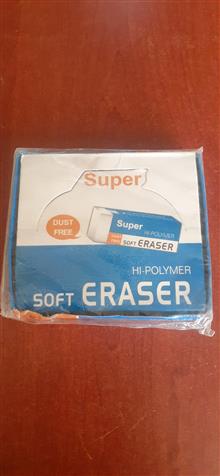 Super
DUST
FREE
Super
HI-POLYMER
SOFT ERASER
HI-POLYMER
SOFT ERASER